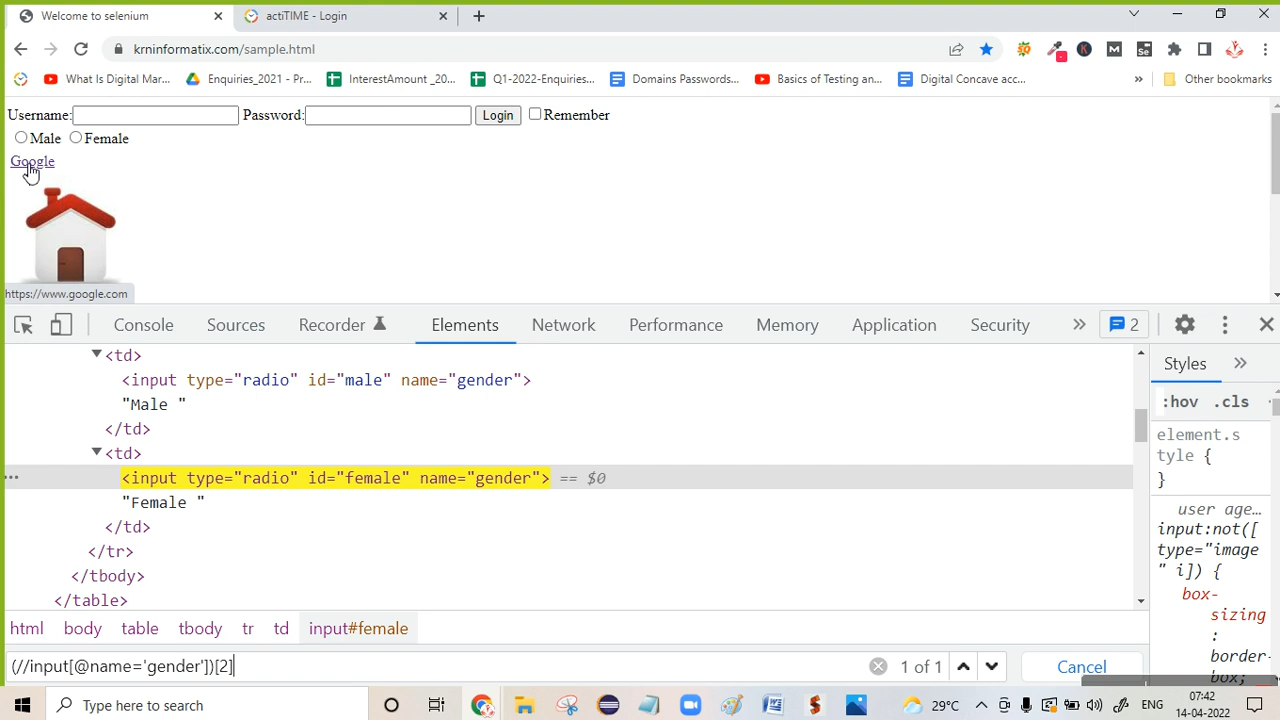 Welcome to selenium
actiTIME - Login
krninformatix.com/sample.html
What Is Digital Mar...
Enquiries_2021 - Pr...
InterestAmount _20...
Q1-2022-Enquiries...
Domains Passwords...
Basics of Testing an...
Digital Concave acc...
»
Other bookmarks
Username: Password: Login Remember
Male Female
Google
https://www.google.com
Console Sources Recorder Elements Network Performance Memory Application Security » 2
<td>
<input type="radio" id="male" name="gender">
"Male "
</td>
<td>
<input type="radio" id="female" name="gender"> == $0
"Female "
</td>
</tr>
</tbody>
</table>
Styles »
:hov .cls
element.s
tyle {
}
user age...
input:not([
type="image
" i]) {
box-
sizing
:
border-
box;
html body table tbody tr td input#female
(//input[@name='gender'])[2] 1 of 1 Cancel
Type here to search
29°C
ENG
07:42
14-04-2022